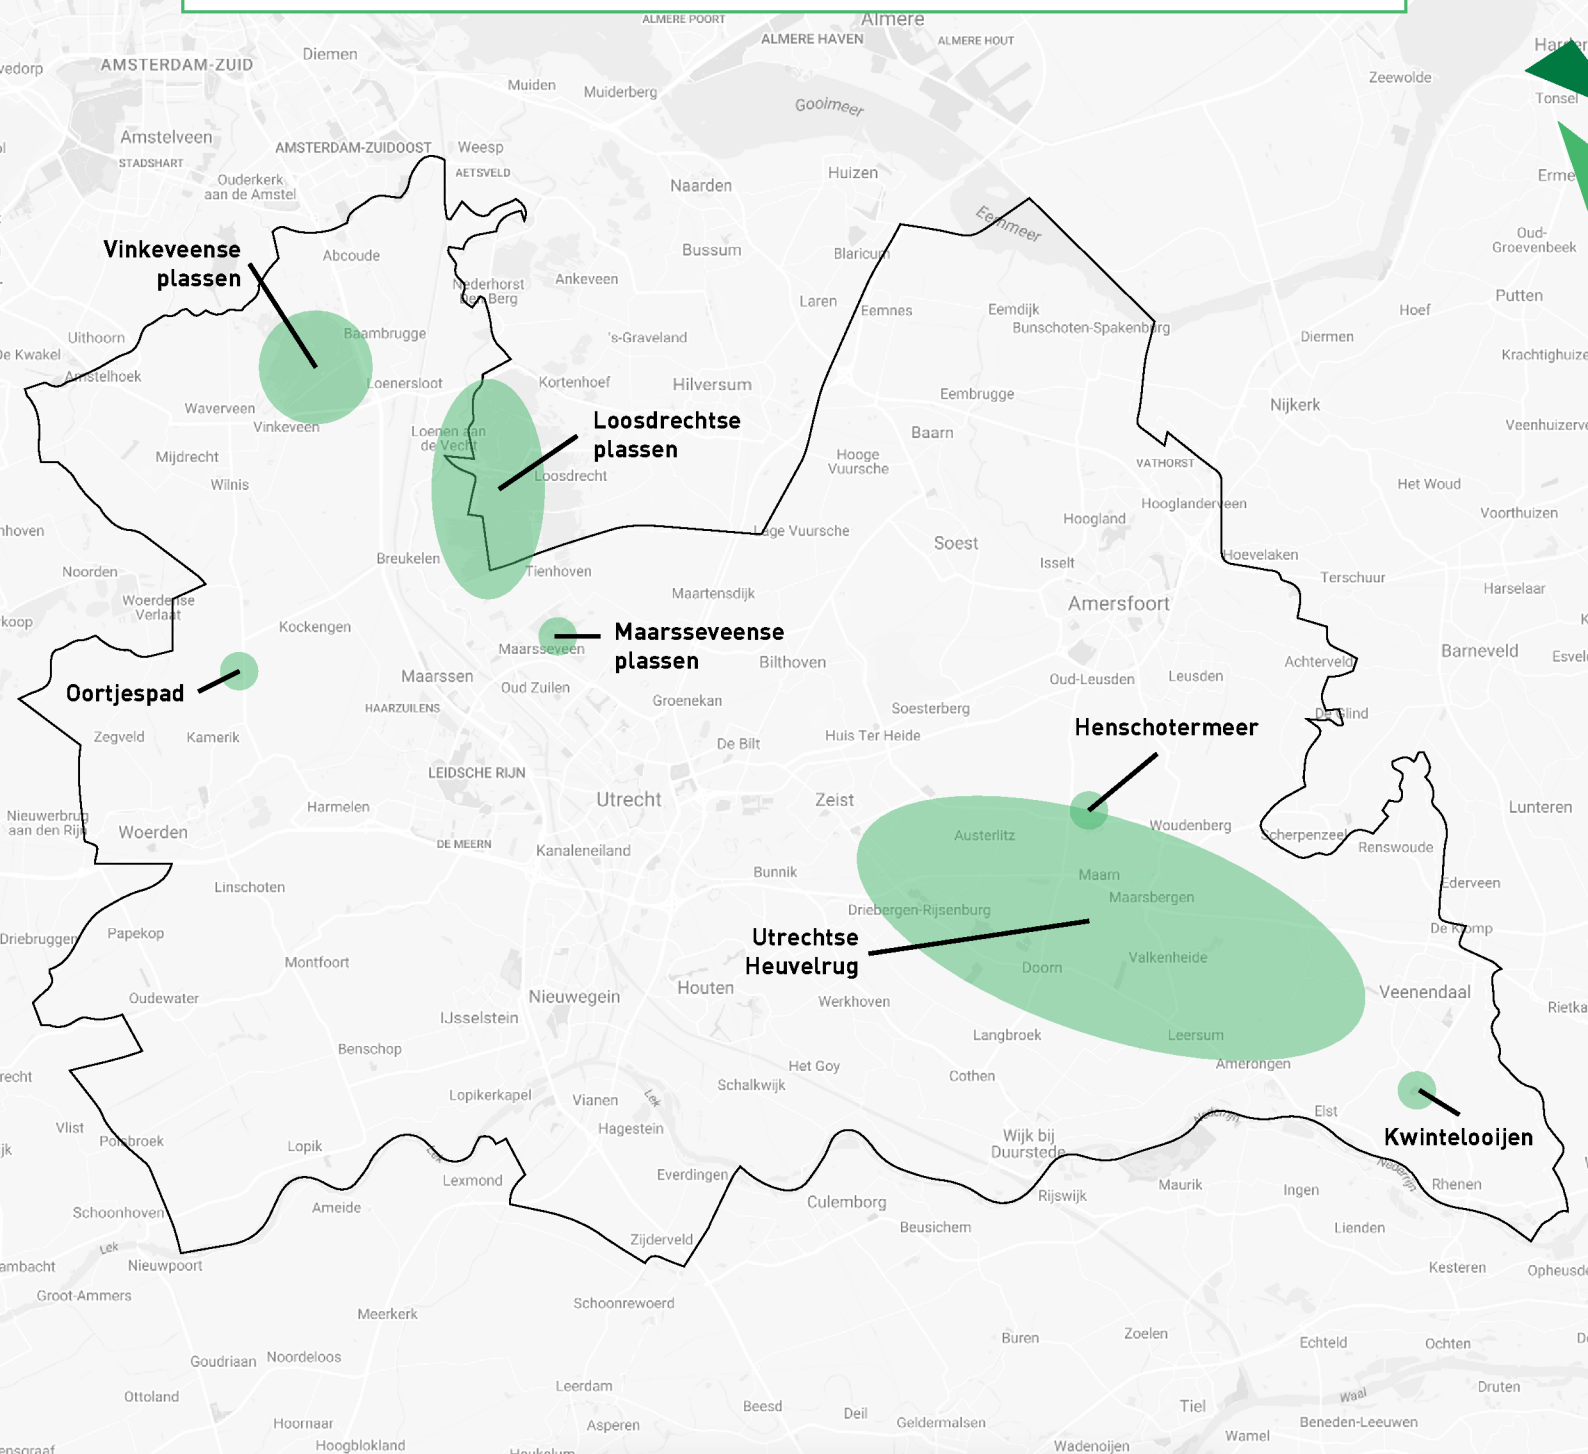 Almere
ALMERE POORT
ALMERE HAVEN
ALMERE HOUT
Diemen
AMSTERDAM-ZUID
Zeewolde
Muiden
Muiderberg
Tonsel
Gooimeer
Amstelveen
STADSHART
AMSTERDAM-ZUIDOOST
Weesp
AETSVELD
Huizen
Naarden
Ouderkerk
aan de Amstel
Eemmeer
Oud-
Groevenbeek
Vinkeveense
plassen
Abcoude
Bussum
Blaricum
Nederhorst
Den Berg
Ankeveen
Laren
Eemnes
Eemdijk
Bunschoten-Spakenburg
Putten
Hoef
Uithoorn
De Kwakel
Baambrugge
's-Graveland
Diermen
Amstelhoek
Loenersloot
Kortenhoef
Hilversum
Eembrugge
Nijkerk
Waverveen
Vinkeveen
Loenen aan
de Vecht
Loosdrechtse
plassen
Baarn
Mijdrecht
Wilnis
Loosdrecht
Hooge
Vuursche
VATHORST
Het Woud
Hooglanderveen
Voorthuizen
Hoogland
Lage Vuursche
Soest
Breukelen
Tienhoven
Hoevelaken
Isselt
Noorden
Terschuur
Harselaar
Woerdense
Verlaat
Maartensdijk
Amersfoort
Kockengen
Maarsseveense
plassen
Maarsseveen
Bilthoven
Achterveld
Barneveld
Oortjespad
Maarssen
Oud Zuilen
Oud-Leusden
Leusden
Groenekan
HAARZUILENS
Soesterberg
De Glind
Zegveld
Kamerik
De Bilt
Huis Ter Heide
Henschotermeer
LEIDSCHE RIJN
Utrecht
Zeist
Harmelen
Lunteren
Nieuwerbrug
aan den Rijn
Woerden
Austerlitz
Woudenberg
Scherpenzeel
Renswoude
DE MEERN
Kanaleneiland
Bunnik
Maarn
Maarsbergen
Ederveen
Linschoten
Driebergen-Rijsenburg
De Klomp
Driebruggen
Papekop
Utrechtse
Heuvelrug
Montfoort
Doorn
Valkenheide
Oudewater
Nieuwegein
Houten
Werkhoven
Veenendaal
IJsselstein
Langbroek
Leersum
Benschop
Het Goy
Amerongen
Schalkwijk
Cothen
Lopikerkapel
Vianen
Lek
Nederrijn
Elst
Vlist
Polsbroek
Hagestein
Wijk bij
Duurstede
Kwintelooijen
Lopik
Lek
Lexmond
Everdingen
Nederrijn
Maurik
Ingen
Rhenen
Rijswijk
Culemborg
Ameide
Schoonhoven
Beusichem
Lienden
Zijderveld
Lek
Nieuwpoort
Kesteren
Groot-Ammers
Schoonrewoerd
Meerkerk
Buren
Zoelen
Echteld
Ochten
Goudriaan
Noordeloos
Leerdam
Waal
Druten
Ottoland
Beesd
Deil
Tiel
Hoornaar
Asperen
Geldermalsen
Beneden-Leeuwen
Wamel
Hoogblokland
Wadenoijen